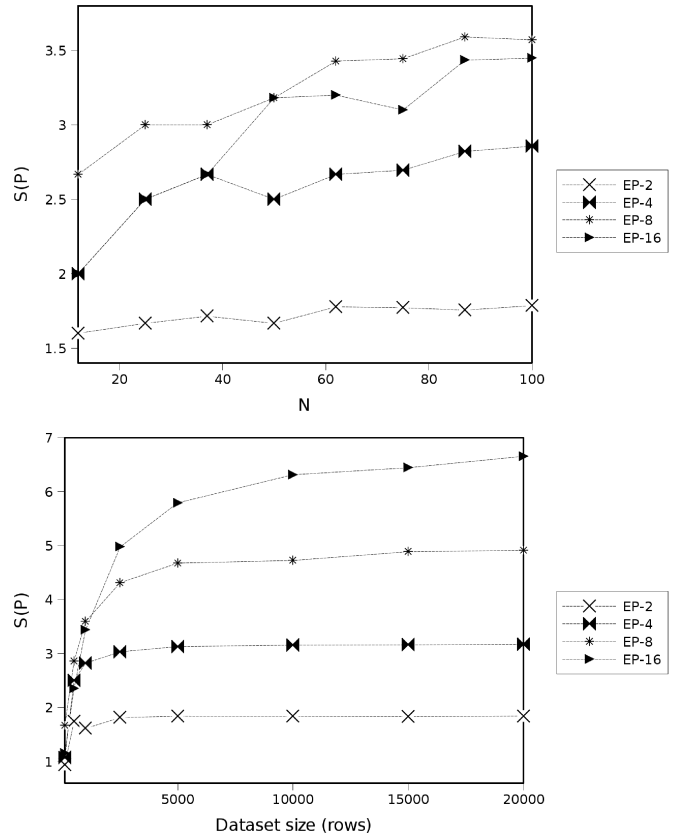 3.5
3
2.5
2
1.5
S(P)
20
40
60
80
100
N
EP-2
EP-4
EP-8
EP-16
7
6
5
4
3
2
1
S(P)
5000
10000
15000
20000
Dataset size (rows)
EP-2
EP-4
EP-8
EP-16